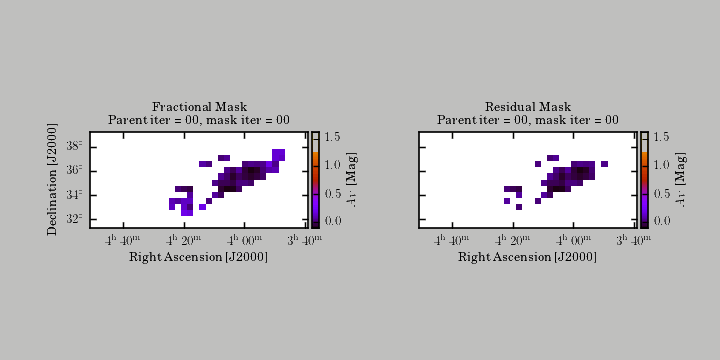 Fractional Mask
Parent iter = 00, mask iter = 00
Declination [J2000]
38°
36°
34°
32°
4ʰ 40ᵐ
4ʰ 20ᵐ
4ʰ 00ᵐ
3ʰ 40ᵐ
Right Ascension [J2000]
1.5
1.0
0.5
0.0
A_V [Mag]
Residual Mask
Parent iter = 00, mask iter = 00
4ʰ 40ᵐ
4ʰ 20ᵐ
4ʰ 00ᵐ
3ʰ 40ᵐ
Right Ascension [J2000]
1.5
1.0
0.5
0.0
A_V [Mag]